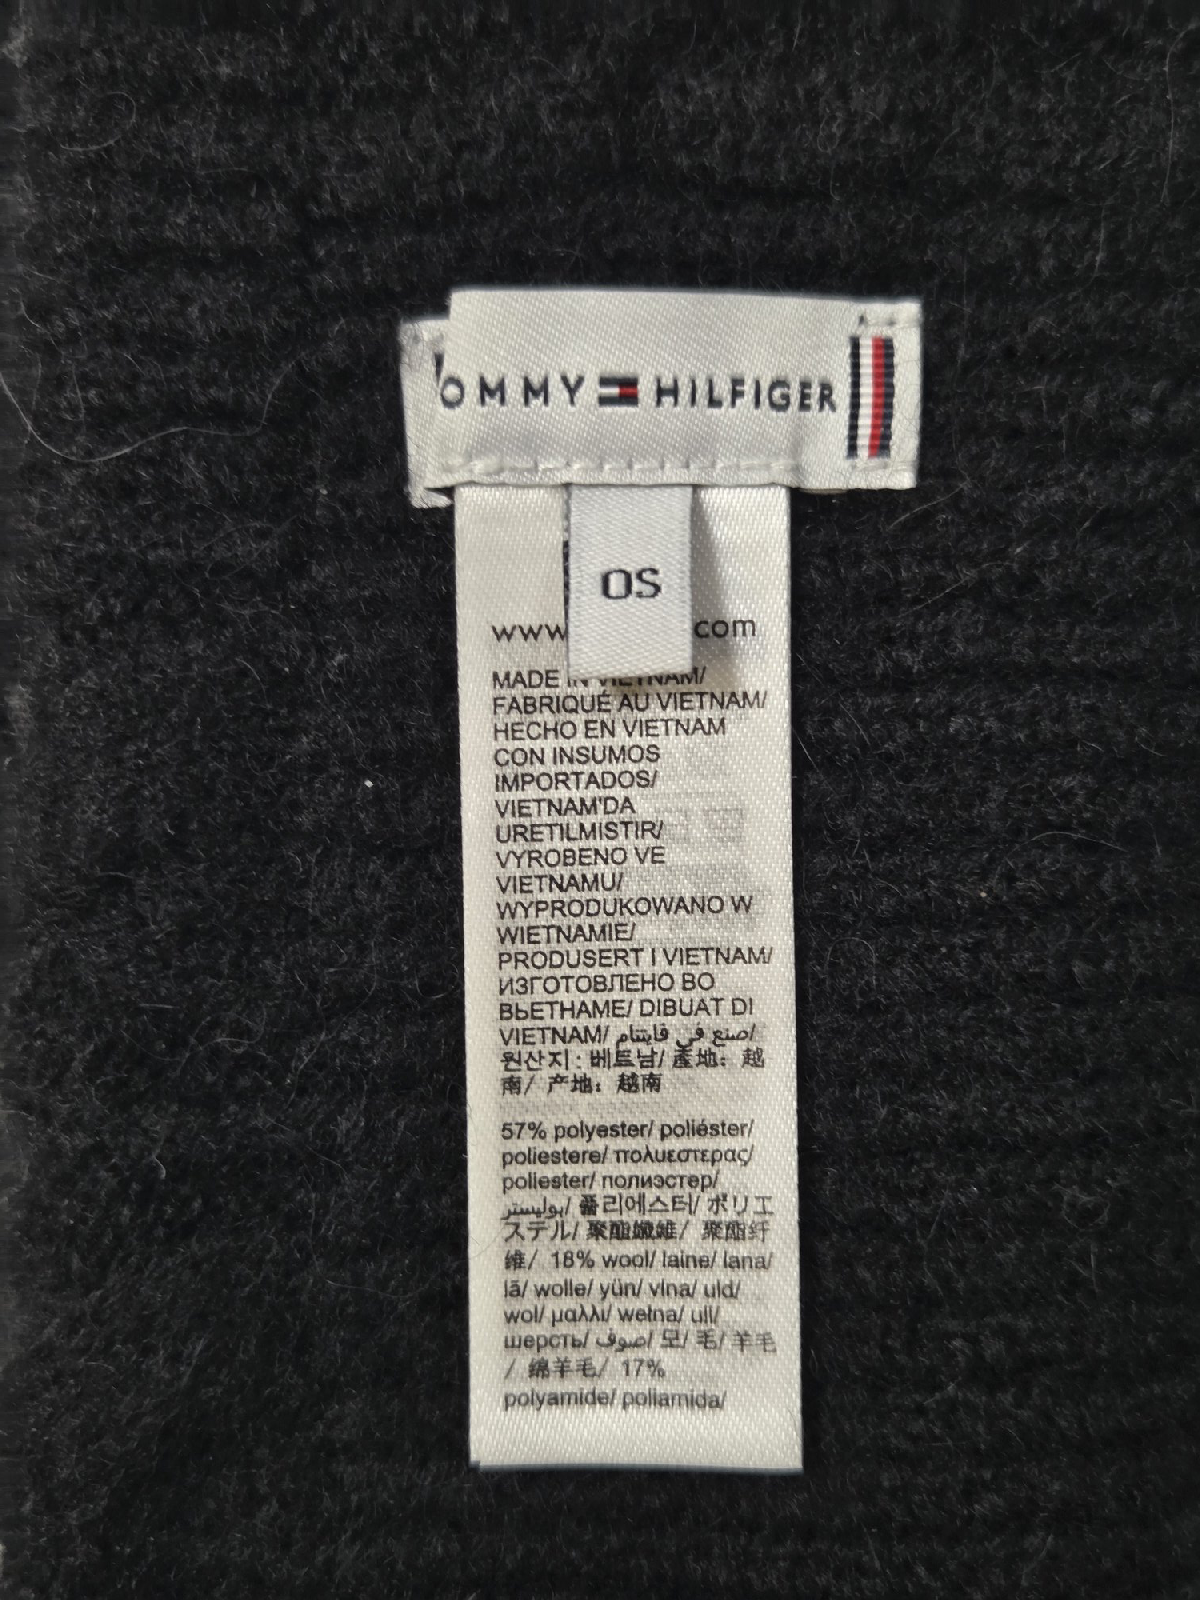 OMMY HILFIGER
OS
www com
MADE IN VIETNAM/
FABRIQUÉ AU VIETNAM/
HECHO EN VIETNAM
CON INSUMOS
IMPORTADOS/
VIETNAM'DA
URETILMISTIR/
VYROBENO VE
VIETNAMU/
WYPRODUKOWANO W
WIETNAMIE/
PRODUSERT I VIETNAM/
ИЗГОТОВЛЕНО ВО
ВЬЕТНАМЕ/ DIBUAT DI
VIETNAM/ صنع في فايتنام/
원산지 : 베트남/ 產地：越
南/ 产地：越南
57% polyester/ poliéster/
poliestere/ πολυεστερας/
poliester/ полиэстер/
بوليستر/ 폴리에스터/ ポリエ
ステル/ 聚酯纖維/ 聚酯纤
维/ 18% wool/ laine/ lana/
lã/ wolle/ yün/ vlna/ uld/
wol/ μαλλι/ wełna/ ull/
шерсть/ صوف/ 모/ 毛/ 羊毛
/ 绵羊毛/ 17%
polyamide/ poliamida/